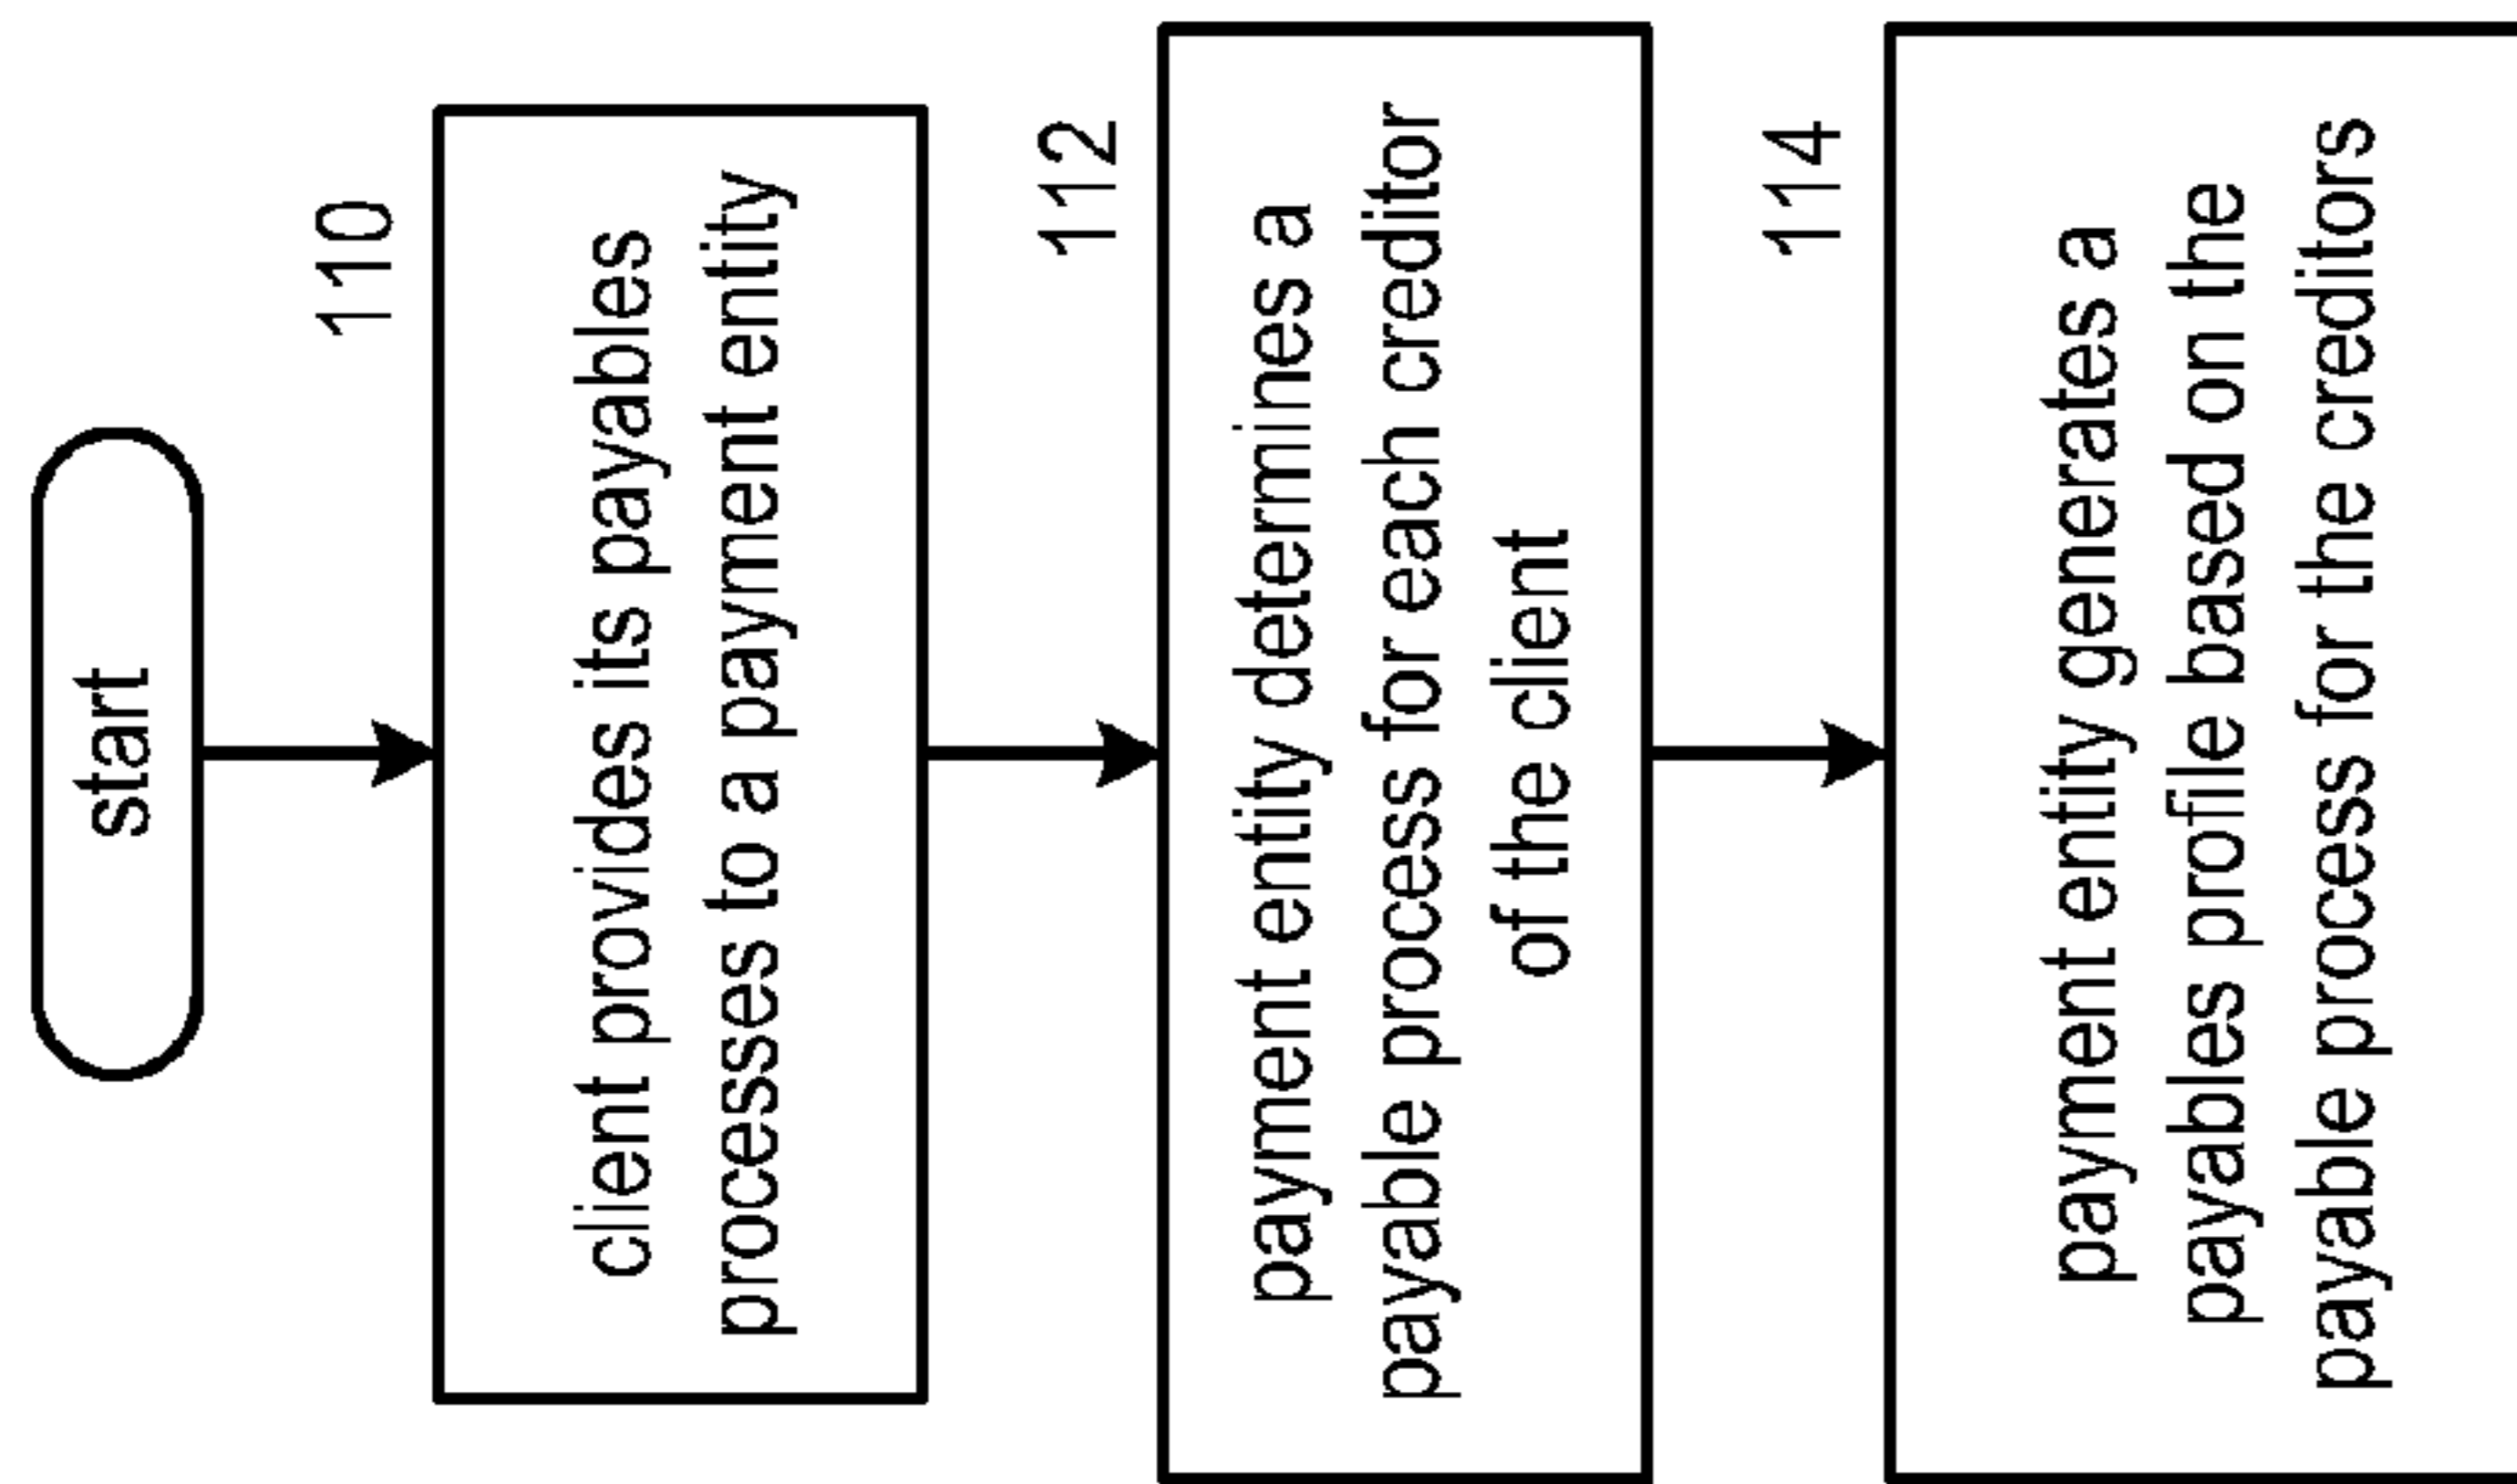 start
110
client provides its payables
processes to a payment entity
112
payment entity determines a
payable process for each creditor
of the client
114
payment entity generates a
payables profile based on the
payable process for the creditors